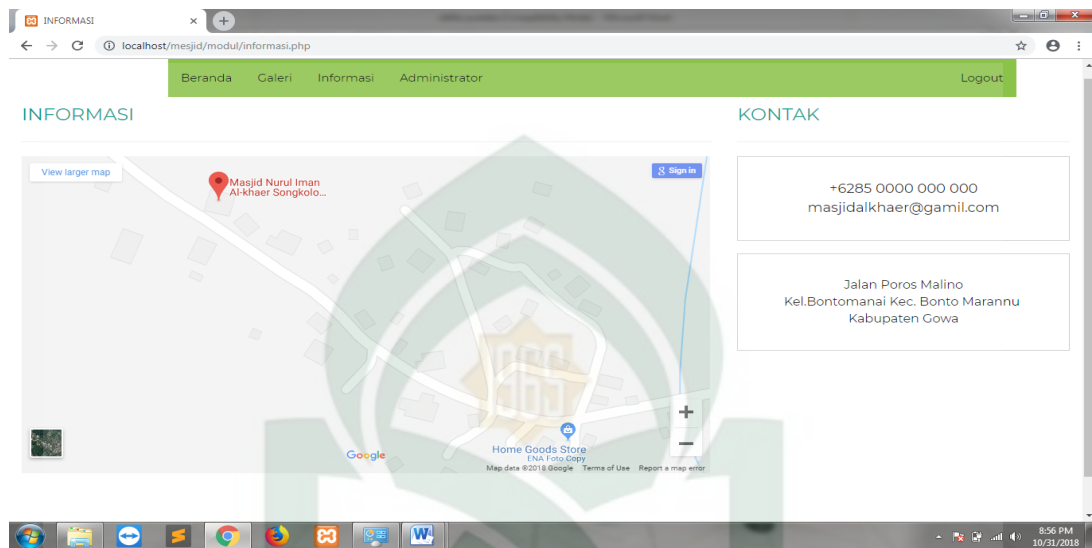 INFORMASI
localhost/mesjid/modul/informasi.php
Beranda Galeri Informasi Administrator Logout
INFORMASI
View larger map
Masjid Nurul Iman
Al-khaer Songkolo...
Sign in
Home Goods Store
ENA Foto Copy
Google
Map data ©2018 Google Terms of Use Report a map error
KONTAK
+6285 0000 000 000
masjidalkhaer@gamil.com
Jalan Poros Malino
Kel.Bontomanai Kec. Bonto Marannu
Kabupaten Gowa
8:56 PM
10/31/2018